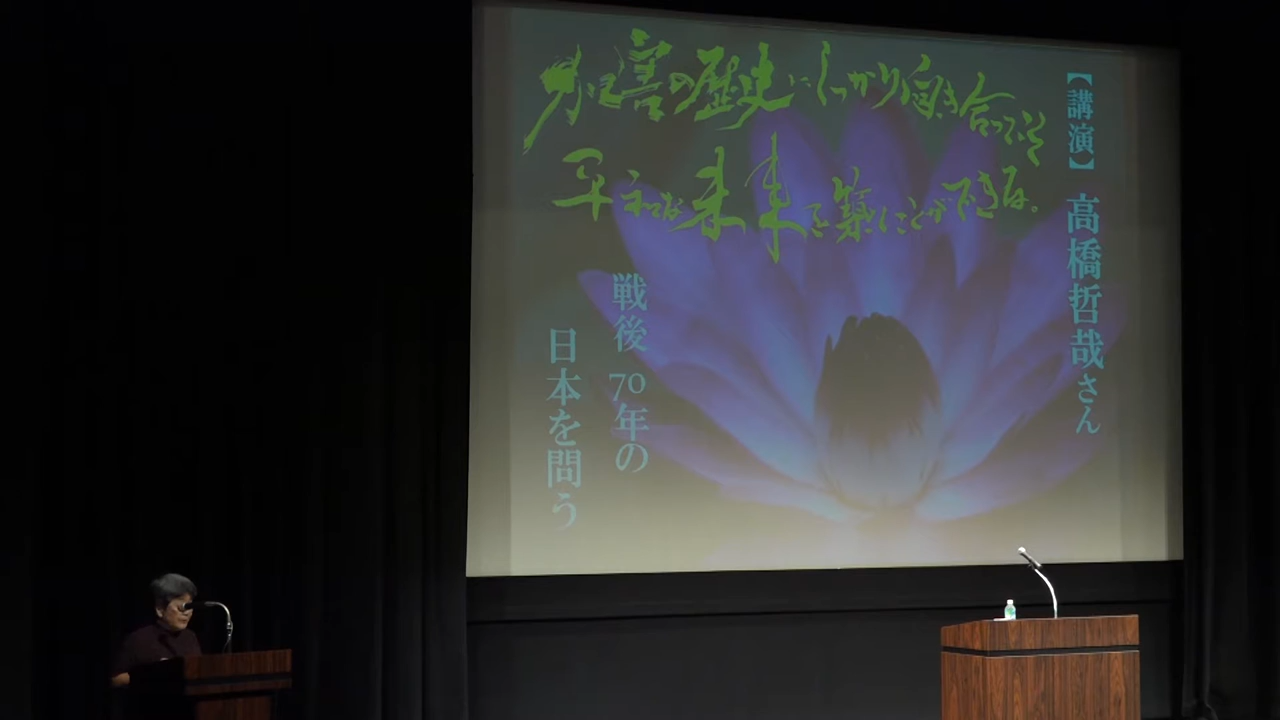 加害の歴史にしっかり向き合ってこそ
平和な未来を築くことができる。
【講演】 高橋哲哉さん
戦後70年の
日本を問う